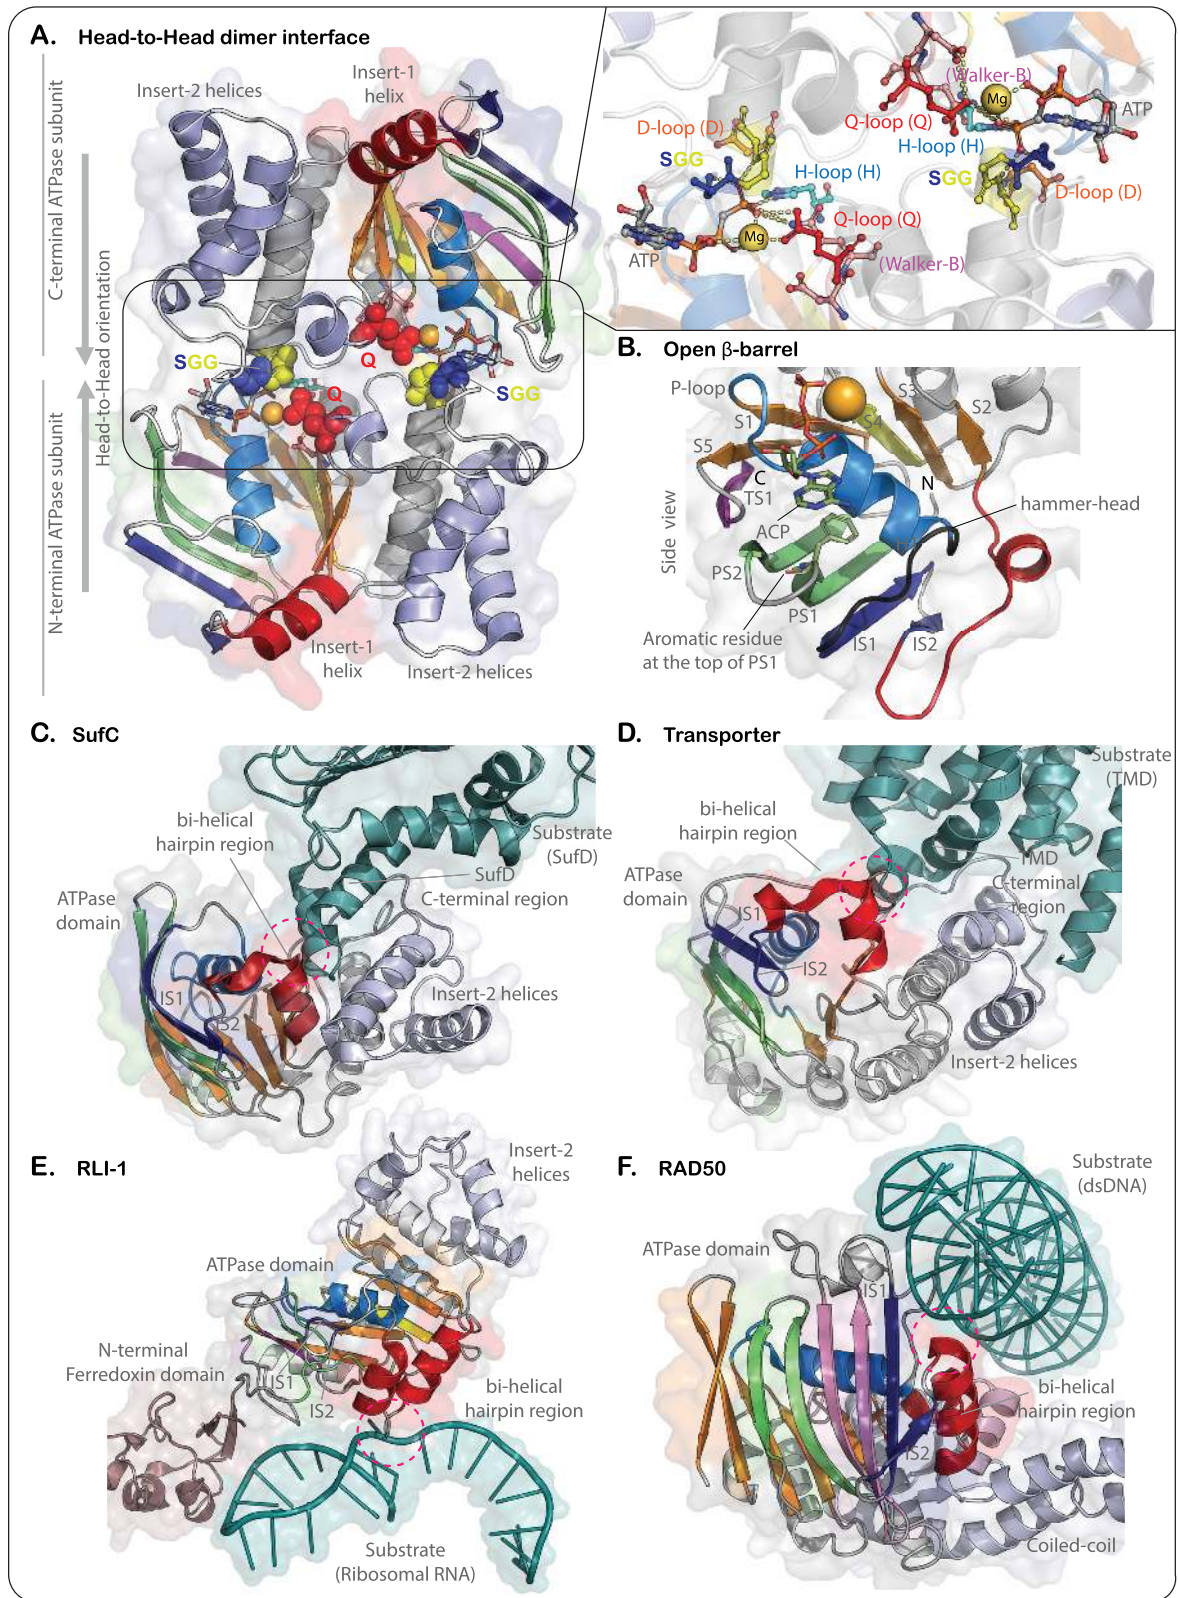 A. Head-to-Head dimer interface
Insert-2 helices
Insert-1
helix
C-terminal ATPase subunit
Head-to-Head orientation
N-terminal ATPase subunit
SGG
Q
Q
SGG
Insert-1
helix
Insert-2 helices
(Walker-B)
Mg
ATP
Q-loop (Q)
D-loop (D)
H-loop (H)
SGG
SGG
H-loop (H)
D-loop (D)
Q-loop (Q)
Mg
ATP
(Walker-B)
B. Open β-barrel
P-loop
S3
S2
S1
S4
S5
C
N
TS1
ACP
hammer-head
Side view
PS2
PS1
Aromatic residue
at the top of PS1
IS1
IS2
C. SufC
bi-helical
hairpin region
Substrate
(SufD)
SufD
C-terminal region
ATPase
domain
IS1
IS2
Insert-2 helices
D. Transporter
Substrate
(TMD)
bi-helical
hairpin region
TMD
C-terminal
region
ATPase
domain
IS1
IS2
Insert-2 helices
E. RLI-1
Insert-2
helices
ATPase domain
N-terminal
Ferredoxin domain
IS1
IS2
bi-helical
hairpin region
Substrate
(Ribosomal RNA)
F. RAD50
Substrate
(dsDNA)
ATPase domain
IS1
bi-helical
hairpin region
IS2
Coiled-coil